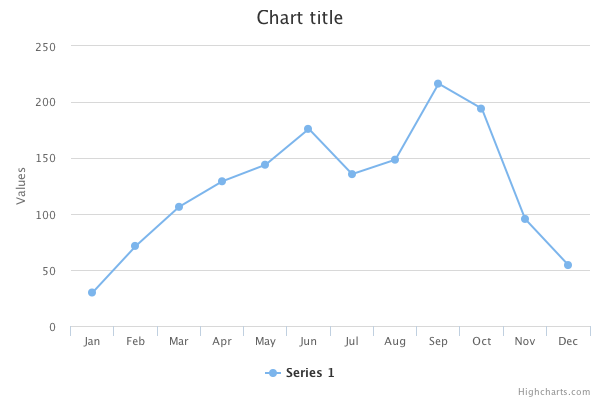 Chart title
Values
250
200
150
100
50
0
Jan Feb Mar Apr May Jun Jul Aug Sep Oct Nov Dec
Series 1
Highcharts.com